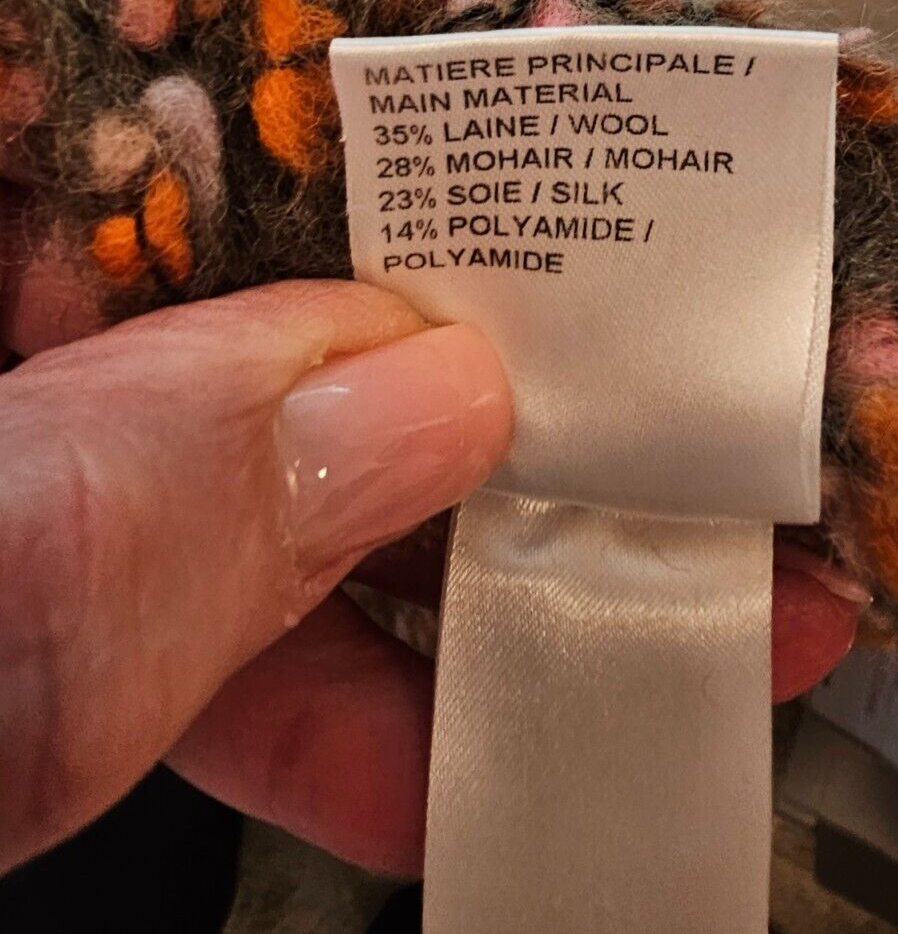 MATIERE PRINCIPALE /
MAIN MATERIAL
35% LAINE / WOOL
28% MOHAIR / MOHAIR
23% SOIE / SILK
14% POLYAMIDE /
POLYAMIDE